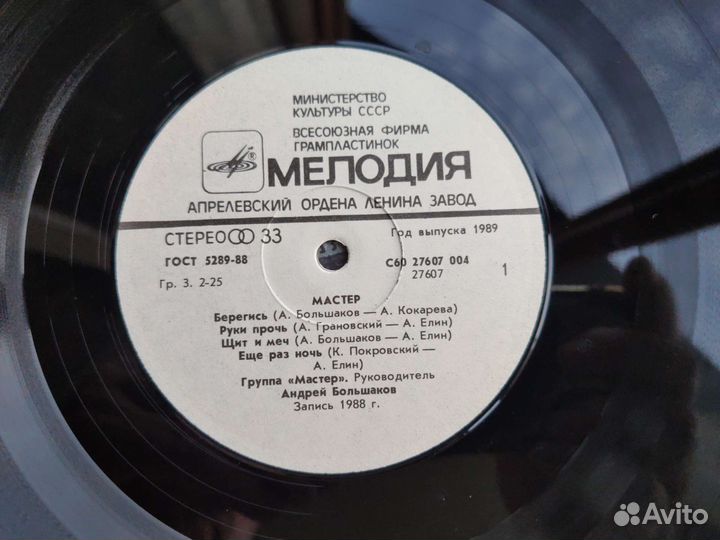 МИНИСТЕРСТВО
КУЛЬТУРЫ СССР
ВСЕСОЮЗНАЯ ФИРМА
ГРАМПЛАСТИНОК
®
МЕЛОДИЯ
АПРЕЛЕВСКИЙ ОРДЕНА ЛЕНИНА ЗАВОД
СТЕРЕО 33
Год выпуска 1989
ГОСТ 5289-88
С60 27607 004
Гр. 3. 2-25
27607
1
МАСТЕР
Берегись (А. Большаков — А. Кокарева)
Руки прочь (А. Грановский — А. Елин)
Щит и меч (А. Большаков — А. Елин)
Еще раз ночь (К. Покровский —
А. Елин)
Группа «Мастер». Руководитель
Андрей Большаков
Запись 1988 г.
Avito